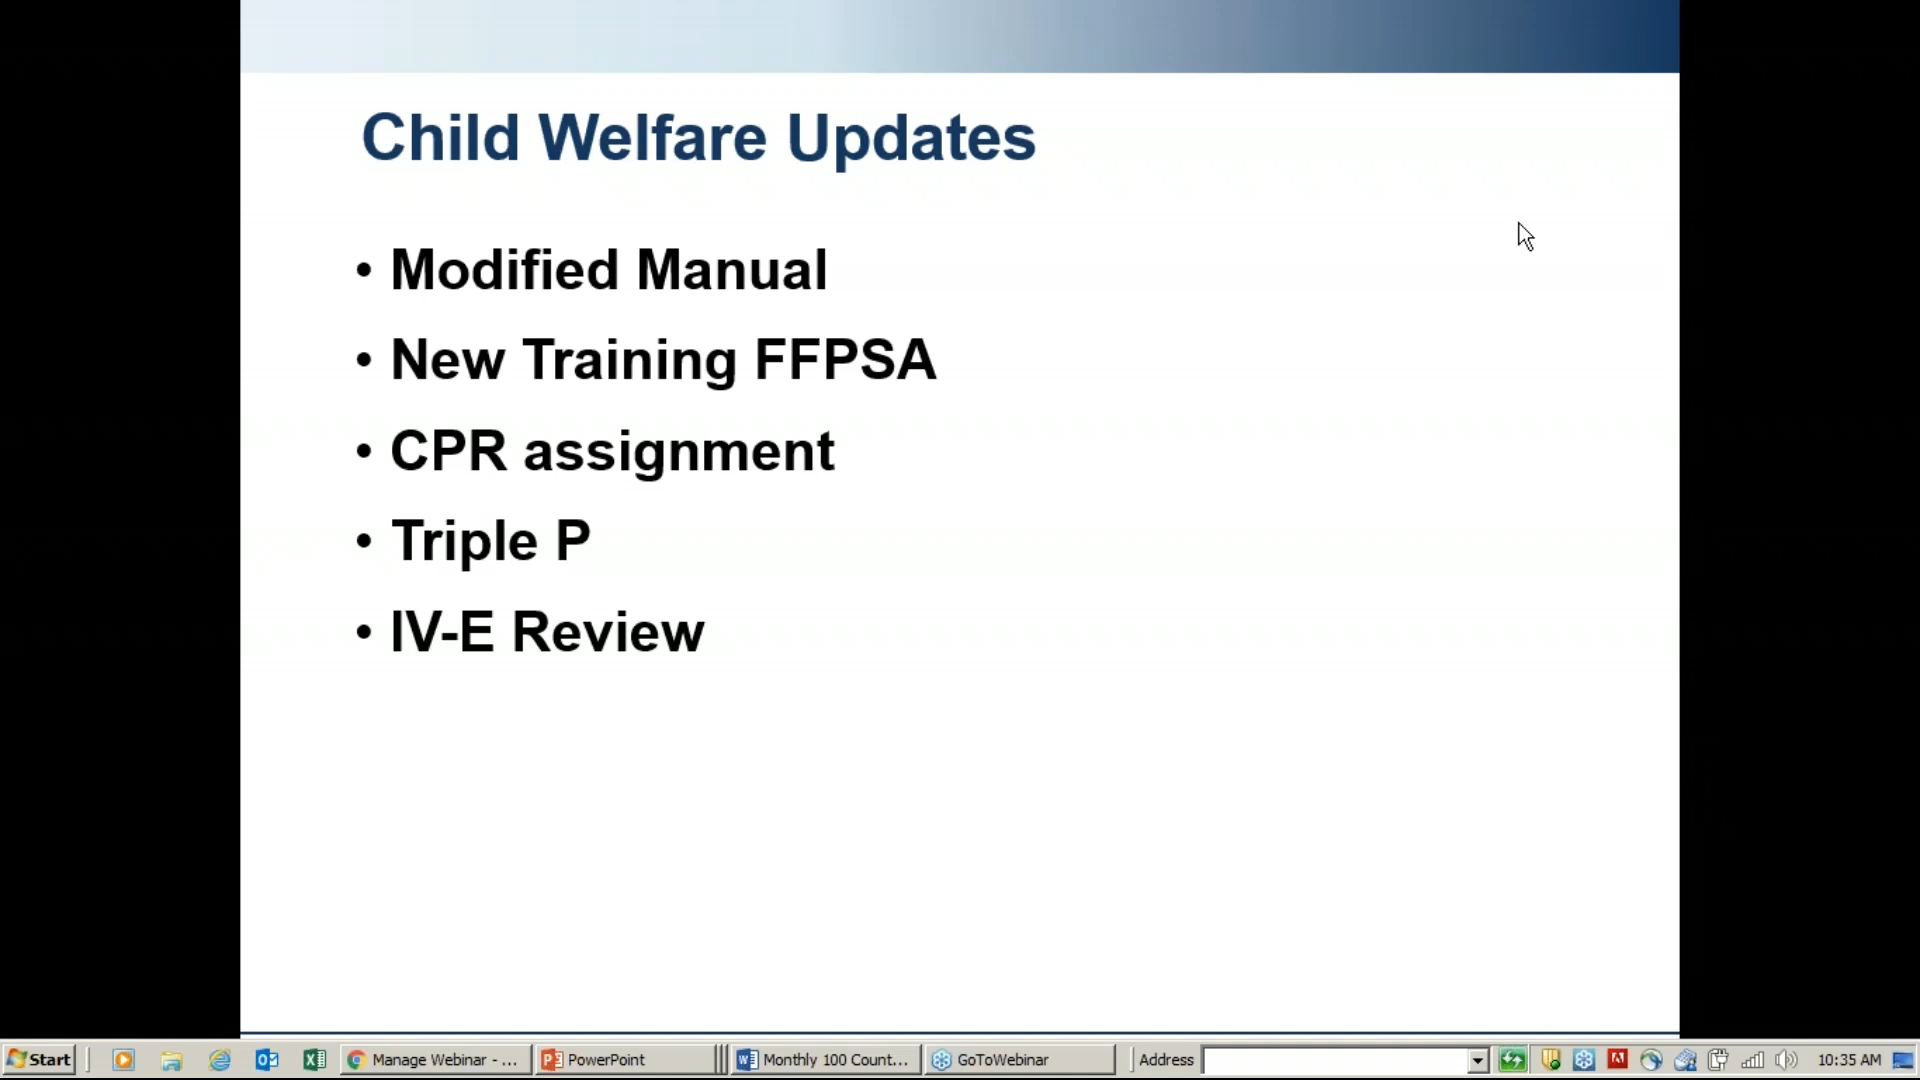 Child Welfare Updates
• Modified Manual
• New Training FFPSA
• CPR assignment
• Triple P
• IV-E Review
Start Manage Webinar - ... PowerPoint Monthly 100 Count... GoToWebinar Address 10:35 AM